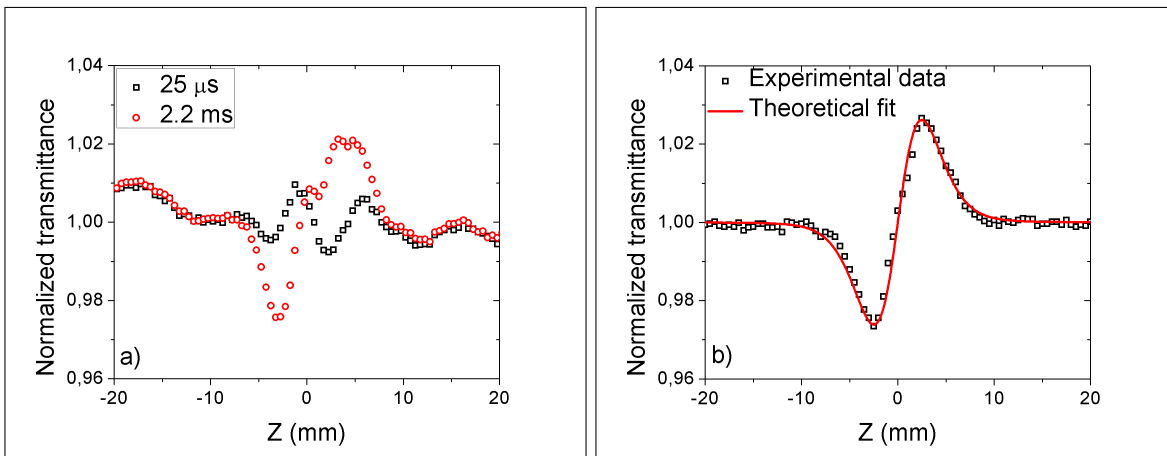 1,04
1,02
1,00
0,98
0,96
Normalized transmittance
25 μs
2.2 ms
a)
-20
-10
0
10
20
Z (mm)
1,04
1,02
1,00
0,98
0,96
Normalized transmittance
Experimental data
Theoretical fit
b)
-20
-10
0
10
20
Z (mm)